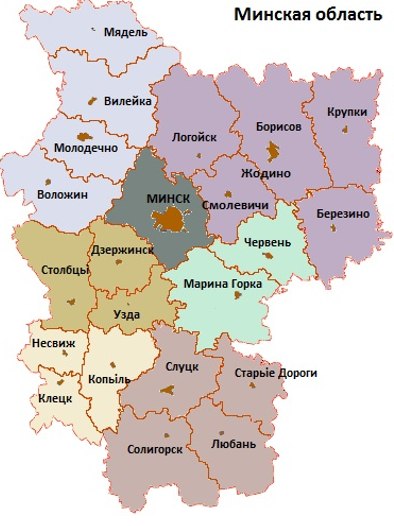 Минская область
Мядель
Вилейка
Крупки
Борисов
Логойск
Молодечно
Жодино
Воложин
МИНСК
Смолевичи
Березино
Червень
Дзержинск
Столбцы
Марина Горка
Узда
Несвиж
Слуцк
Старые Дороги
Копыль
Клецк
Любань
Солигорск